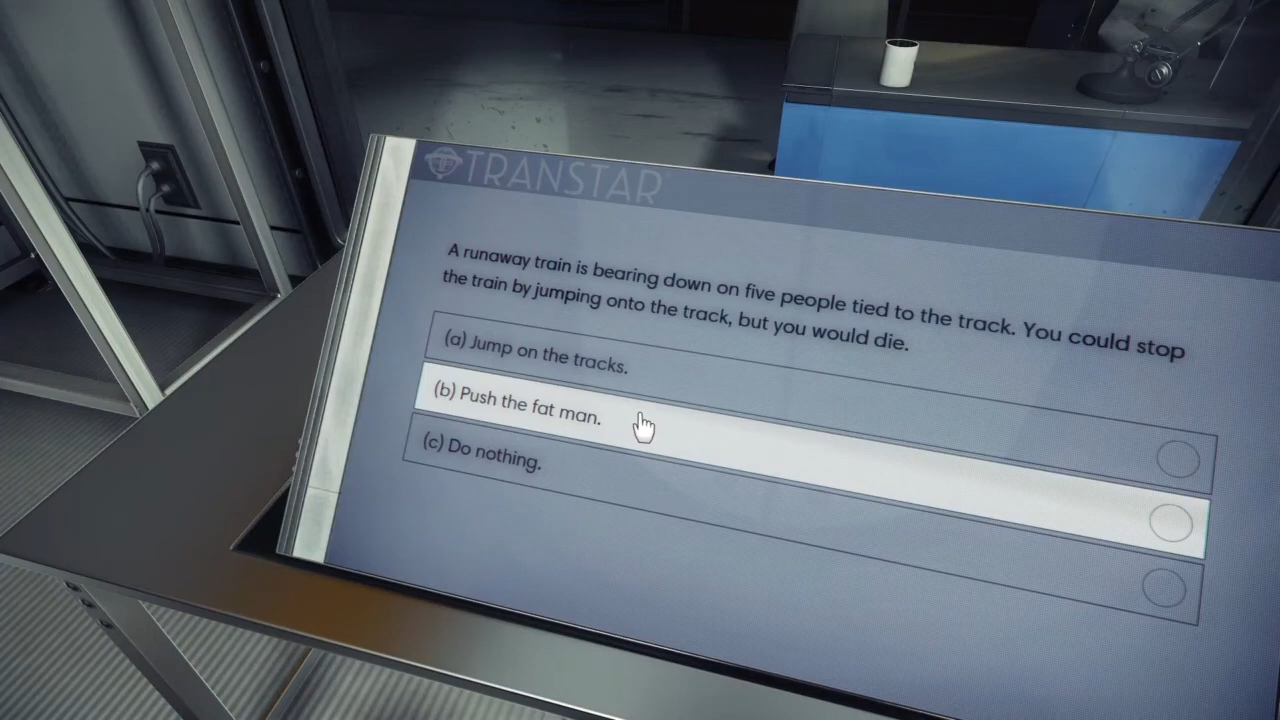 TRANSTAR
A runaway train is bearing down on five people tied to the track. You could stop
the train by jumping onto the track, but you would die.
(a) Jump on the tracks.
(b) Push the fat man.
(c) Do nothing.